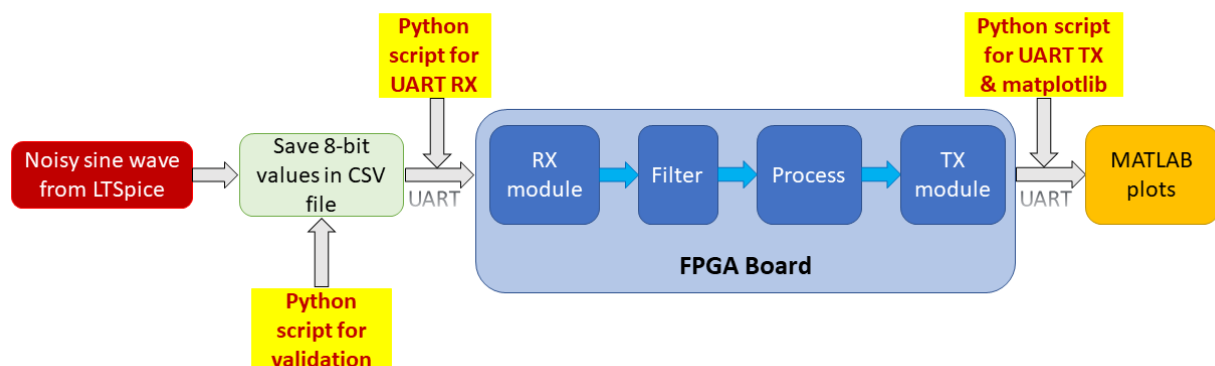 Python
script for
UART RX
Python script
for UART TX
& matplotlib
Noisy sine wave
from LTSpice
Save 8-bit
values in CSV
file
UART
RX
module
Filter
Process
TX
module
UART
MATLAB
plots
FPGA Board
Python
script for
validation